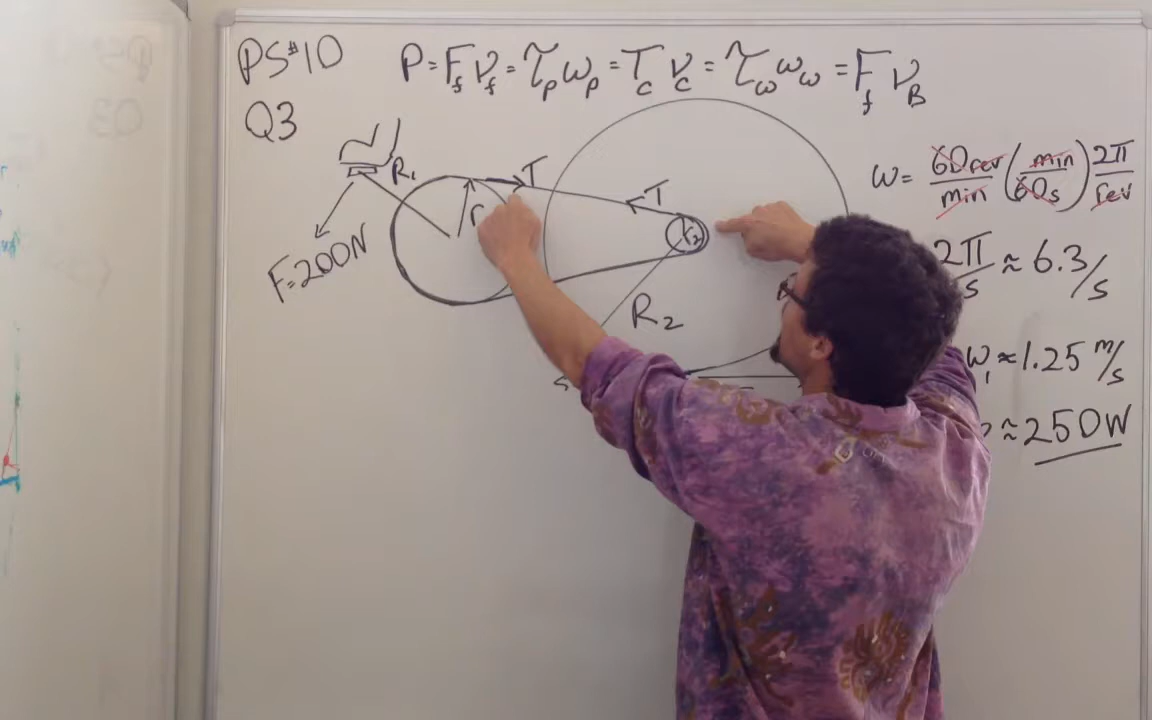 PS#10
P = F_f v_f = τ_p ω_p = T_c v_c = τ_ω ω_ω = F_f v_B
Q3
R₁
T
T
r
r₂
F=200N
R₂
ω = 60rev/min (min/60s) 2π/rev
2π/s ≈ 6.3/s
ω₁ ≈ 1.25 m/s
≈ 250W